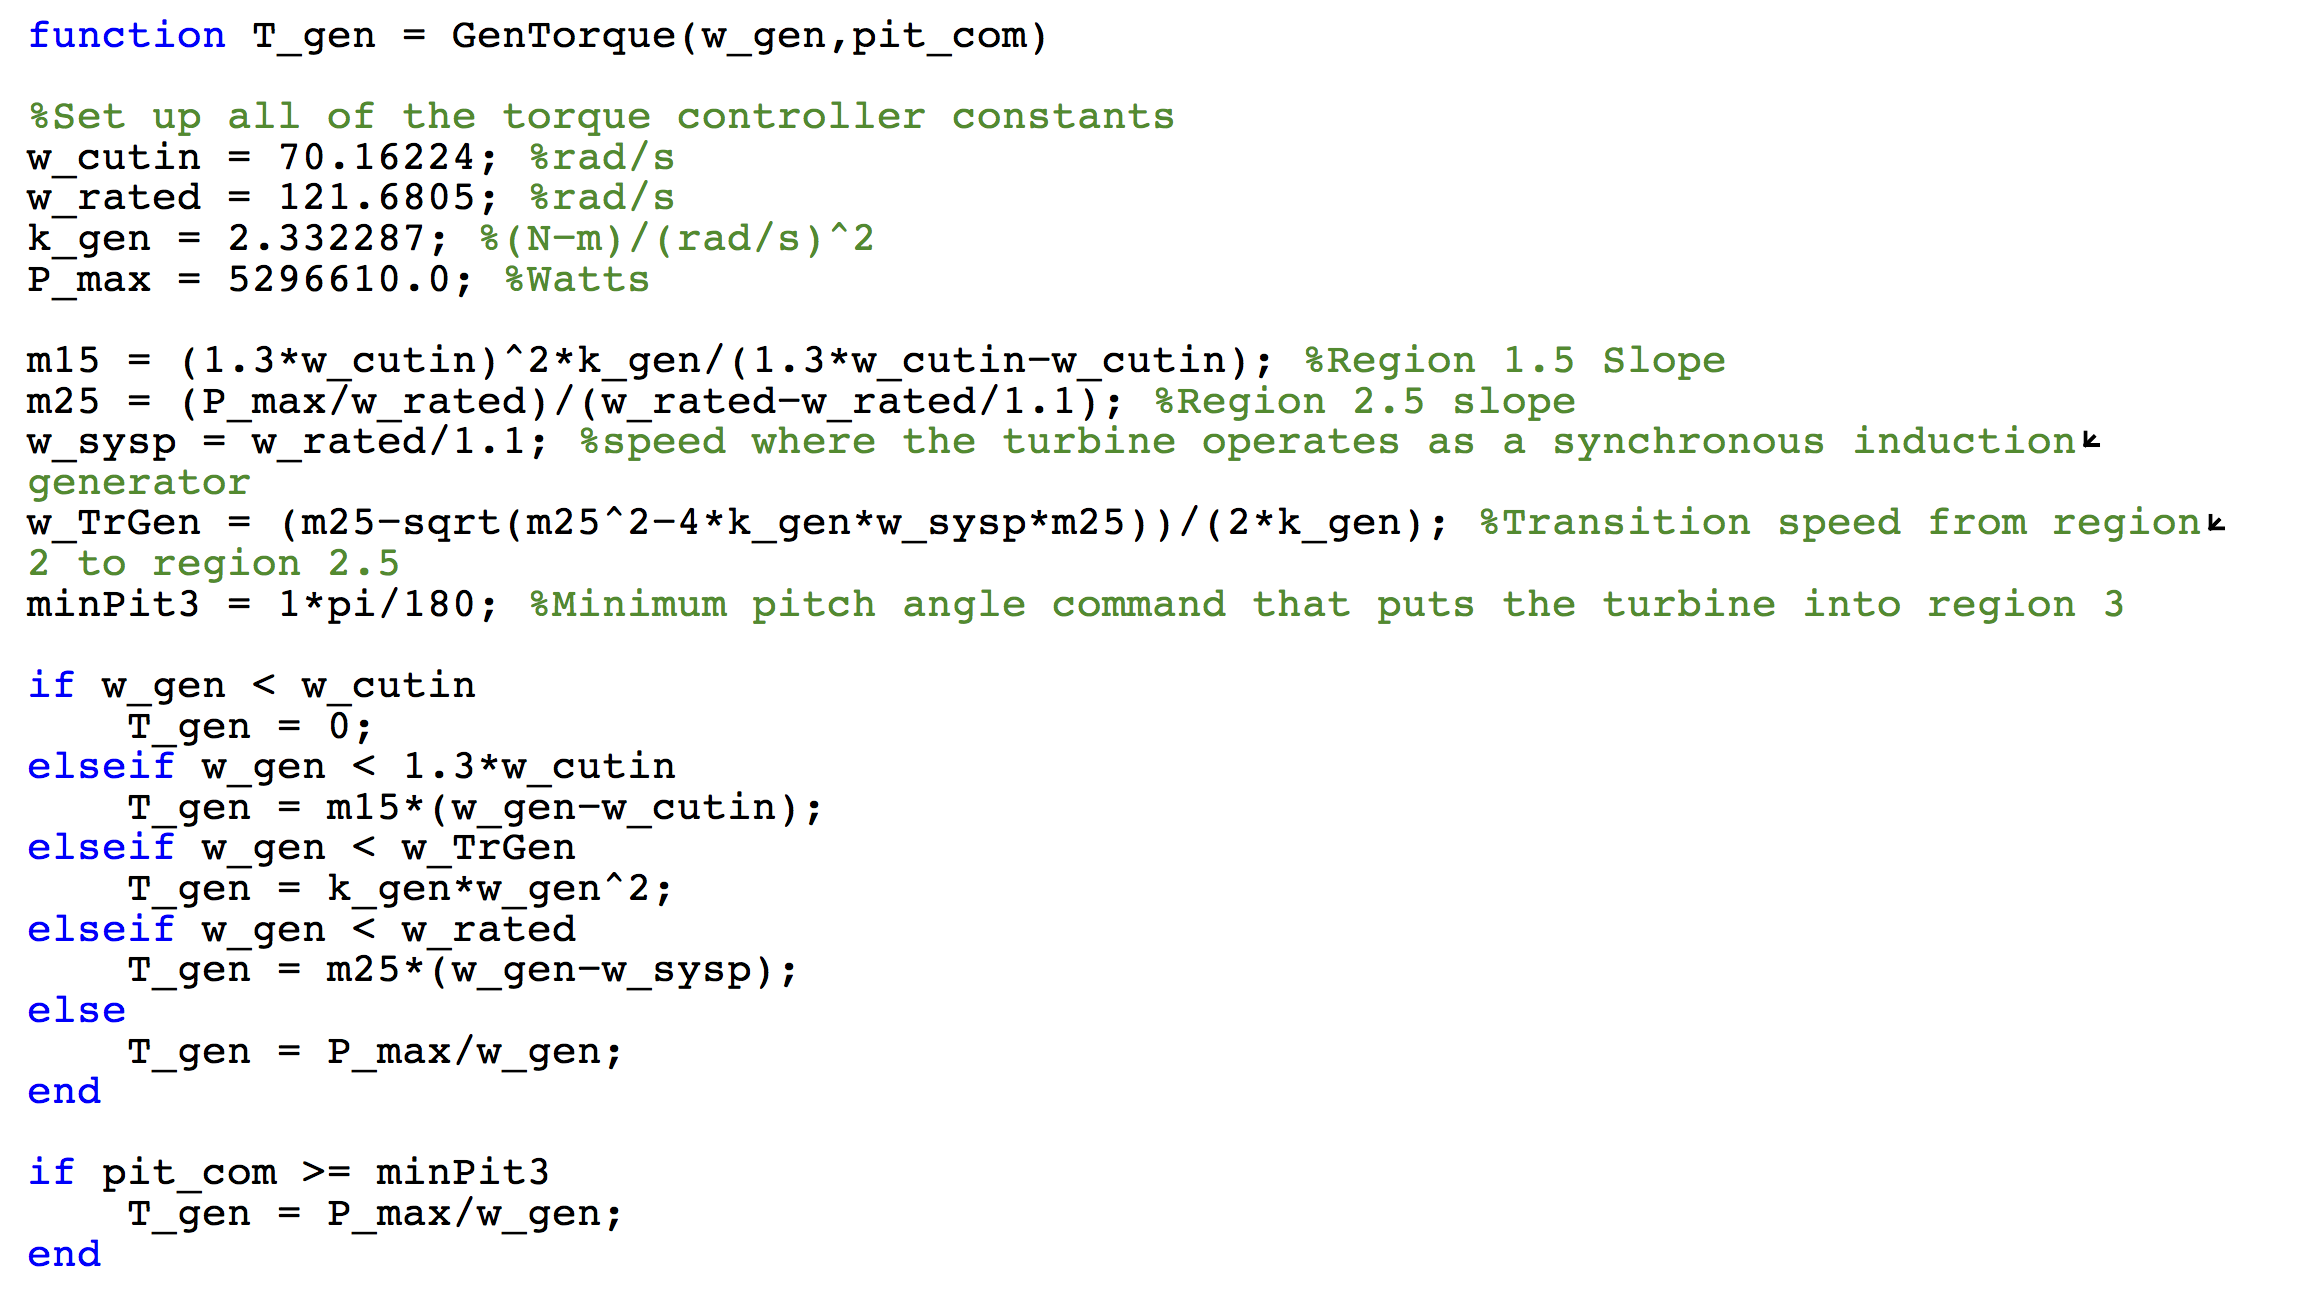 function T_gen = GenTorque(w_gen,pit_com)
%Set up all of the torque controller constants
w_cutin = 70.16224; %rad/s
w_rated = 121.6805; %rad/s
k_gen = 2.332287; %(N-m)/(rad/s)^2
P_max = 5296610.0; %Watts
m15 = (1.3*w_cutin)^2*k_gen/(1.3*w_cutin-w_cutin); %Region 1.5 Slope
m25 = (P_max/w_rated)/(w_rated-w_rated/1.1); %Region 2.5 slope
w_sysp = w_rated/1.1; %speed where the turbine operates as a synchronous induction↙
generator
w_TrGen = (m25-sqrt(m25^2-4*k_gen*w_sysp*m25))/(2*k_gen); %Transition speed from region↙
2 to region 2.5
minPit3 = 1*pi/180; %Minimum pitch angle command that puts the turbine into region 3
if w_gen < w_cutin
    T_gen = 0;
elseif w_gen < 1.3*w_cutin
    T_gen = m15*(w_gen-w_cutin);
elseif w_gen < w_TrGen
    T_gen = k_gen*w_gen^2;
elseif w_gen < w_rated
    T_gen = m25*(w_gen-w_sysp);
else
    T_gen = P_max/w_gen;
end
if pit_com >= minPit3
    T_gen = P_max/w_gen;
end